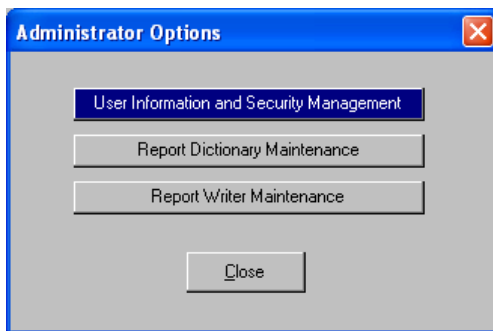 Administrator Options
User Information and Security Management
Report Dictionary Maintenance
Report Writer Maintenance
Close